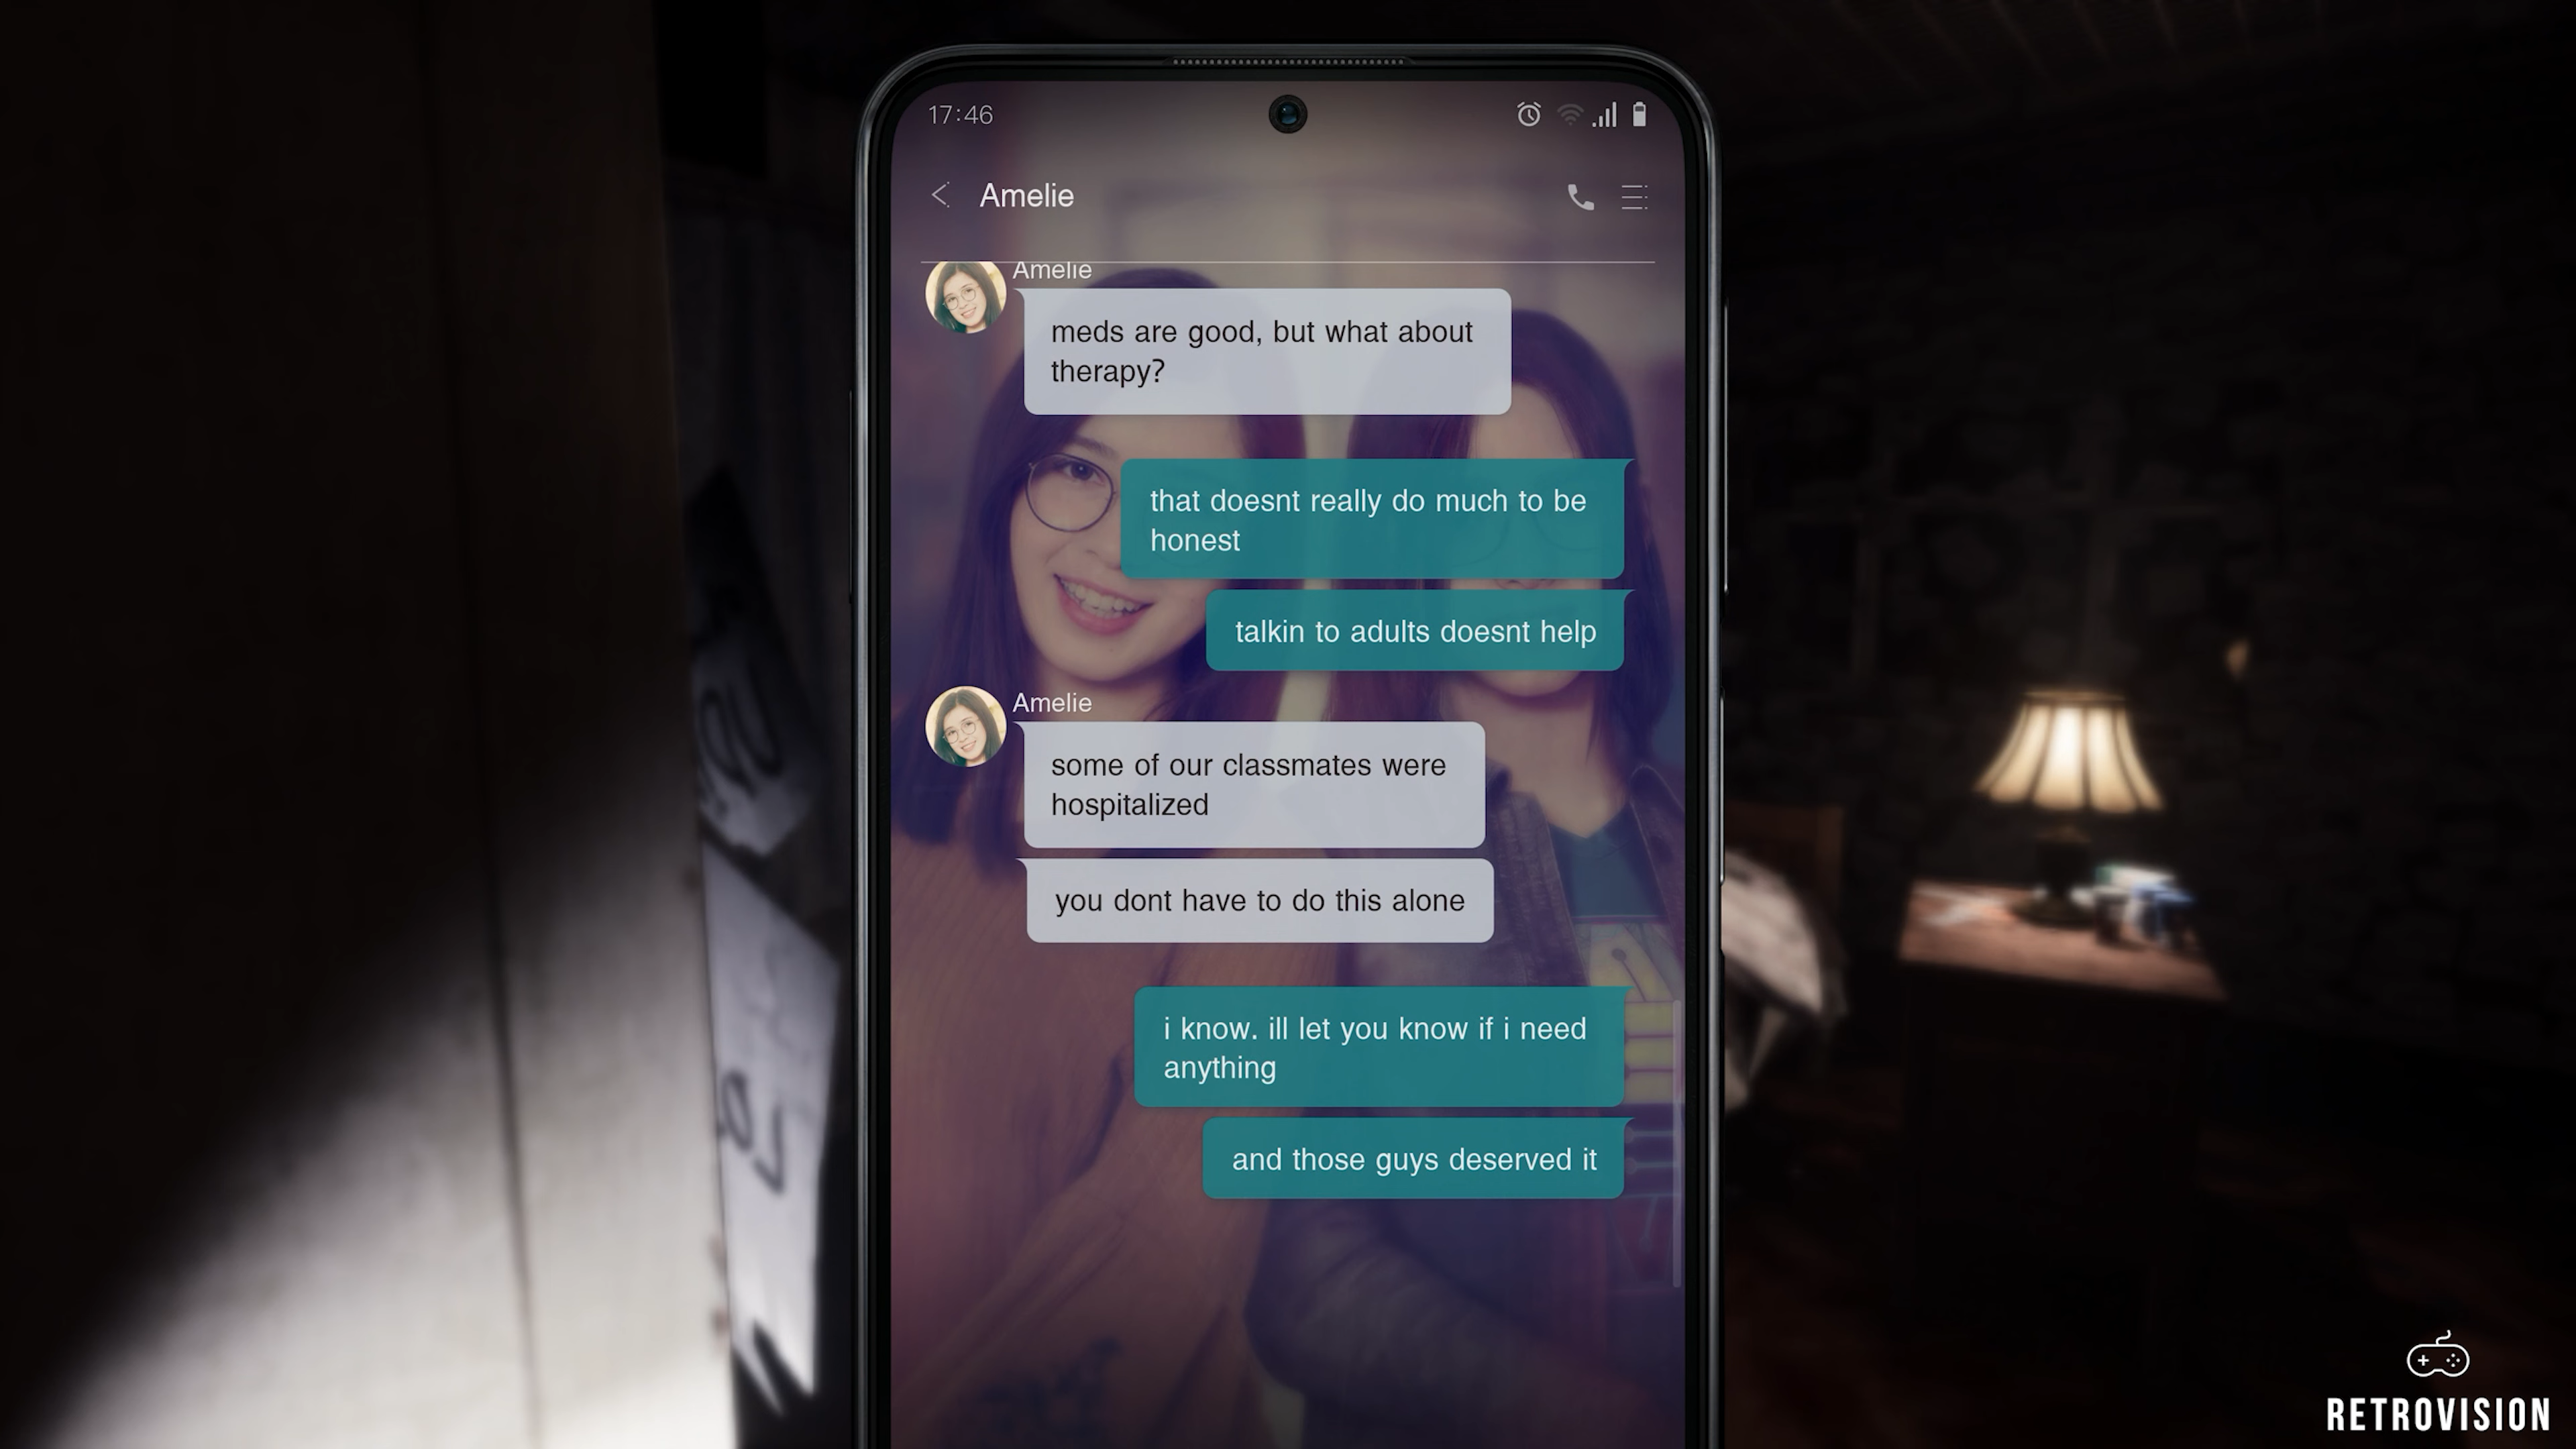 17:46
Amelie
Amelie
meds are good, but what about
therapy?
that doesnt really do much to be
honest
talkin to adults doesnt help
Amelie
some of our classmates were
hospitalized
you dont have to do this alone
i know. ill let you know if i need
anything
and those guys deserved it
RETROVISION